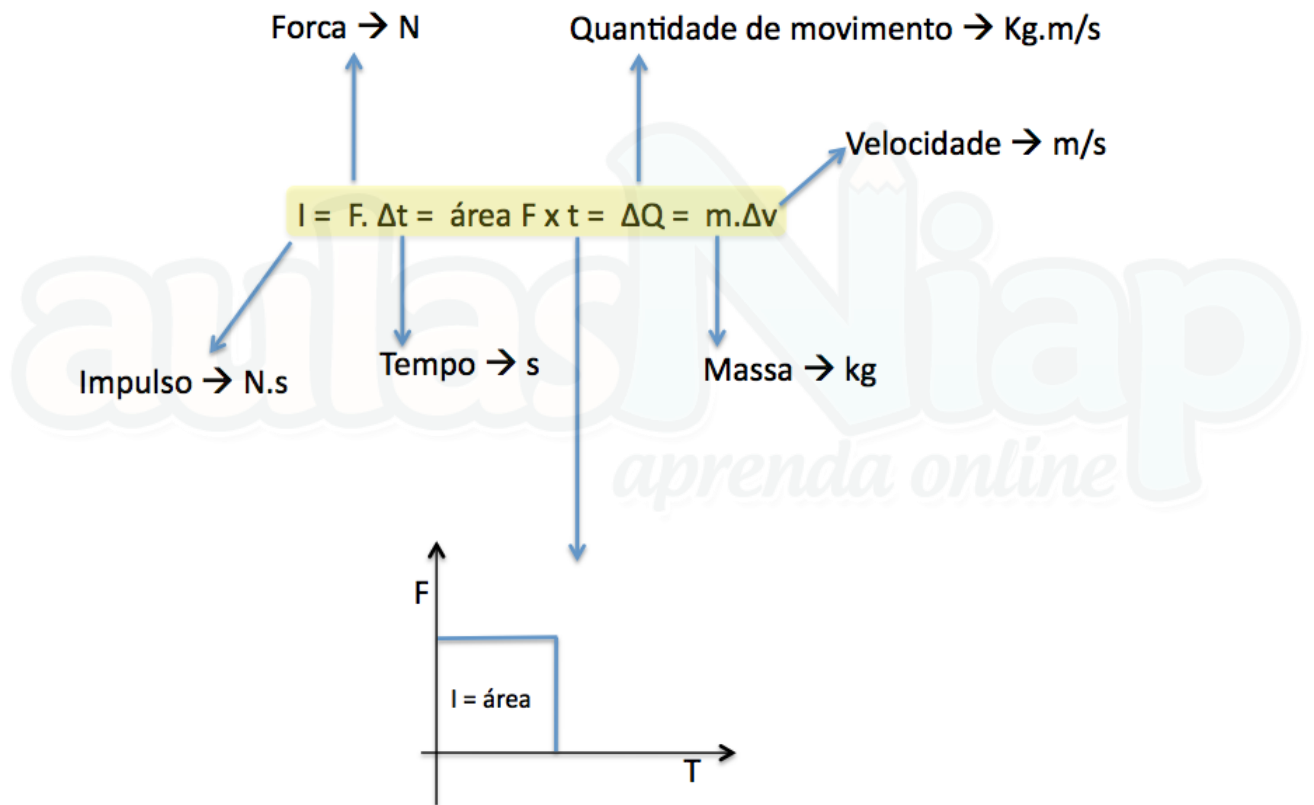 Forca → N
Quantidade de movimento → Kg.m/s
Velocidade → m/s
I = F. Δt = área F x t = ΔQ = m.Δv
Impulso → N.s
Tempo → s
Massa → kg
aulasNiap
aprenda online
F
I = área
T